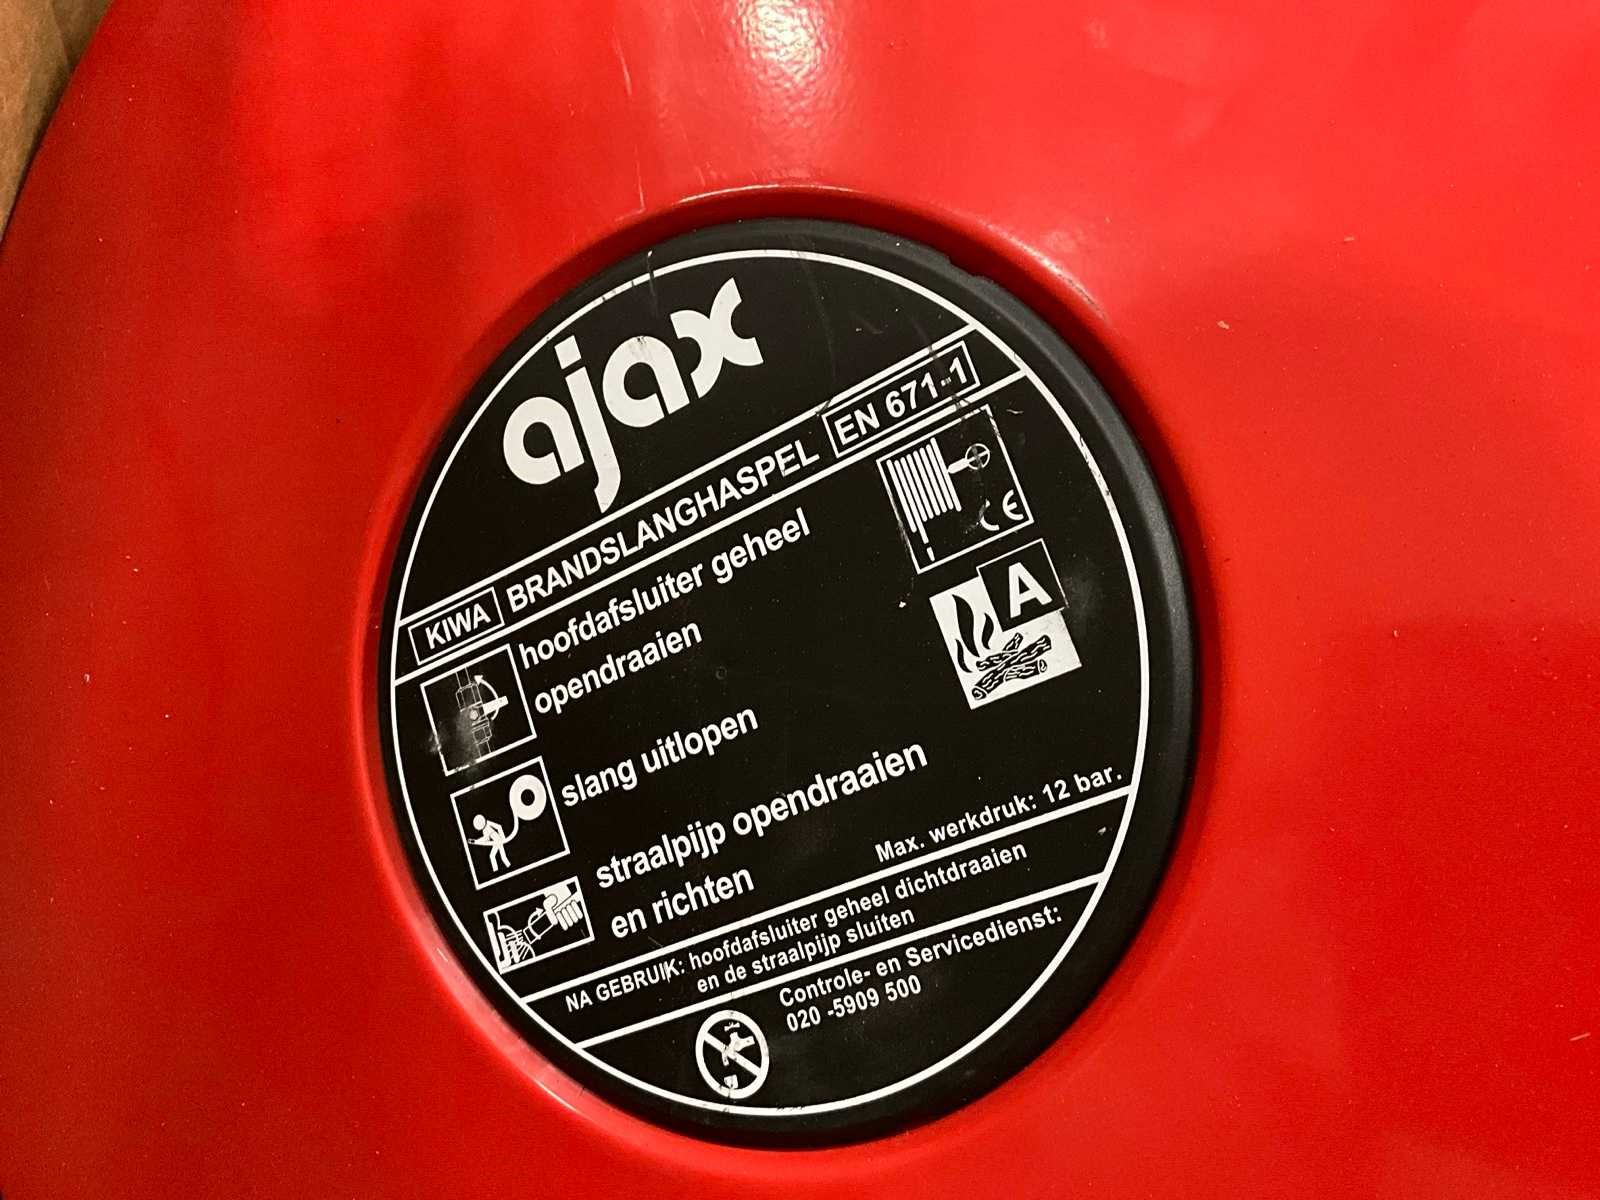 ajax
KIWA BRANDSLANGHASPEL EN 671-1
hoofdafsluiter geheel
opendraaien
CE
A
slang uitlopen
straalpijp opendraaien
en richten
Max. werkdruk: 12 bar.
NA GEBRUIK: hoofdafsluiter geheel dichtdraaien
en de straalpijp sluiten
Controle- en Servicedienst:
020 -5909 500